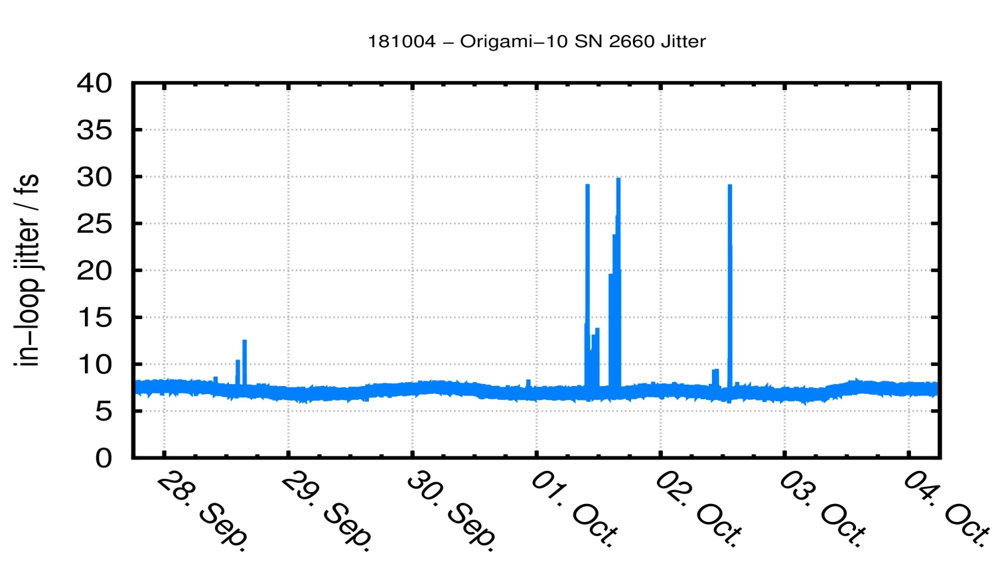 181004 – Origami–10 SN 2660 Jitter
in–loop jitter / fs
40
35
30
25
20
15
10
5
0
28. Sep.
29. Sep.
30. Sep.
01. Oct.
02. Oct.
03. Oct.
04. Oct.